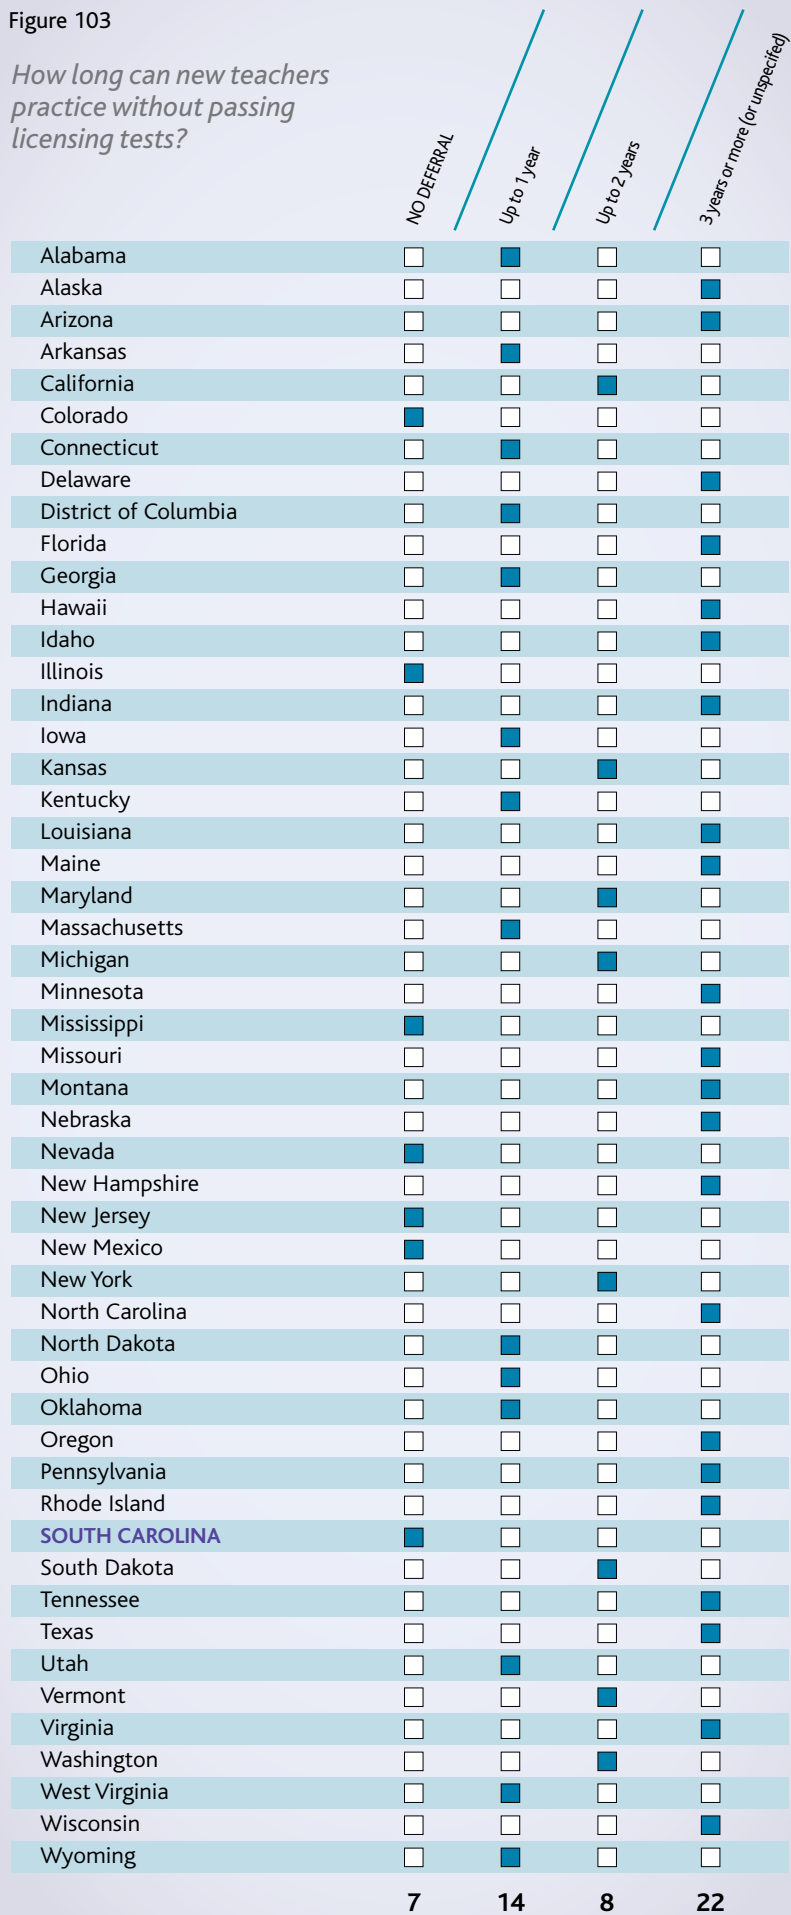 Figure 103
How long can new teachers
practice without passing
licensing tests?
NO DEFERRAL
Up to 1 year
Up to 2 years
3 years or more (or unspecifed)
Alabama
Alaska
Arizona
Arkansas
California
Colorado
Connecticut
Delaware
District of Columbia
Florida
Georgia
Hawaii
Idaho
Illinois
Indiana
Iowa
Kansas
Kentucky
Louisiana
Maine
Maryland
Massachusetts
Michigan
Minnesota
Mississippi
Missouri
Montana
Nebraska
Nevada
New Hampshire
New Jersey
New Mexico
New York
North Carolina
North Dakota
Ohio
Oklahoma
Oregon
Pennsylvania
Rhode Island
SOUTH CAROLINA
South Dakota
Tennessee
Texas
Utah
Vermont
Virginia
Washington
West Virginia
Wisconsin
Wyoming
7 14 8 22